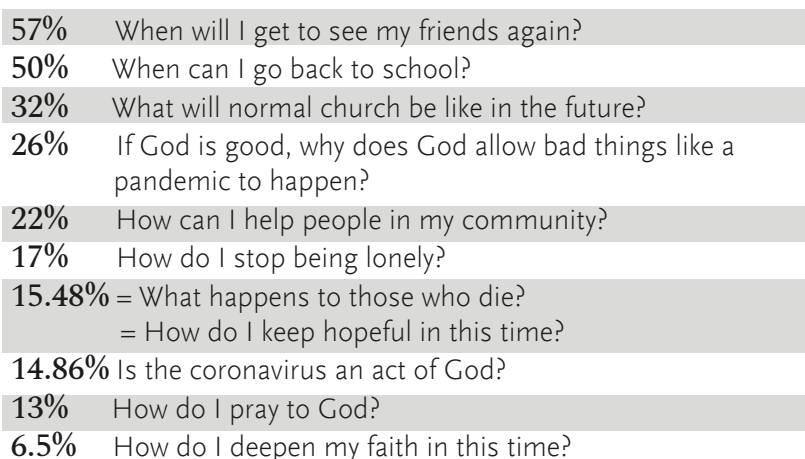 57% When will I get to see my friends again?
50% When can I go back to school?
32% What will normal church be like in the future?
26% If God is good, why does God allow bad things like a
pandemic to happen?
22% How can I help people in my community?
17% How do I stop being lonely?
15.48% = What happens to those who die?
= How do I keep hopeful in this time?
14.86% Is the coronavirus an act of God?
13% How do I pray to God?
6.5% How do I deepen my faith in this time?